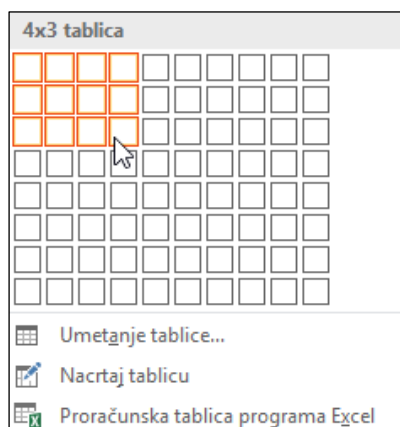 4x3 tablica
Umetanje tablice...
Nacrtaj tablicu
Proračunska tablica programa Excel